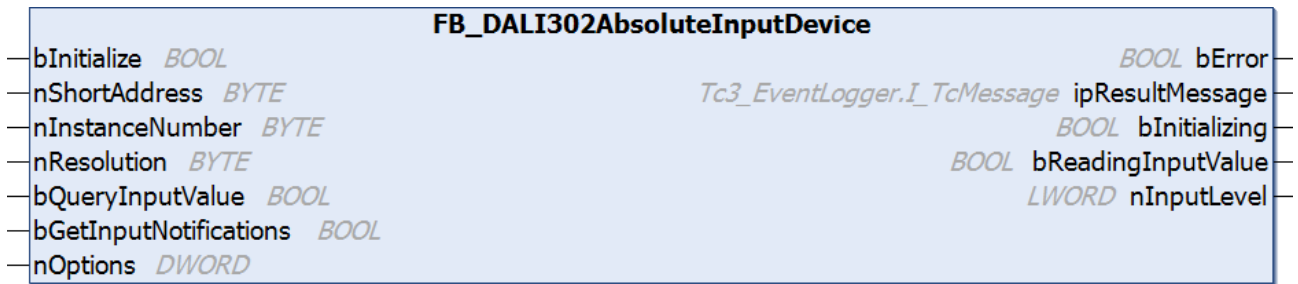 FB_DALI302AbsoluteInputDevice
bInitialize BOOL BOOL bError
nShortAddress BYTE Tc3_EventLogger.I_TcMessage ipResultMessage
nInstanceNumber BYTE BOOL bInitializing
nResolution BYTE BOOL bReadingInputValue
bQueryInputValue BOOL LWORD nInputLevel
bGetInputNotifications BOOL
nOptions DWORD